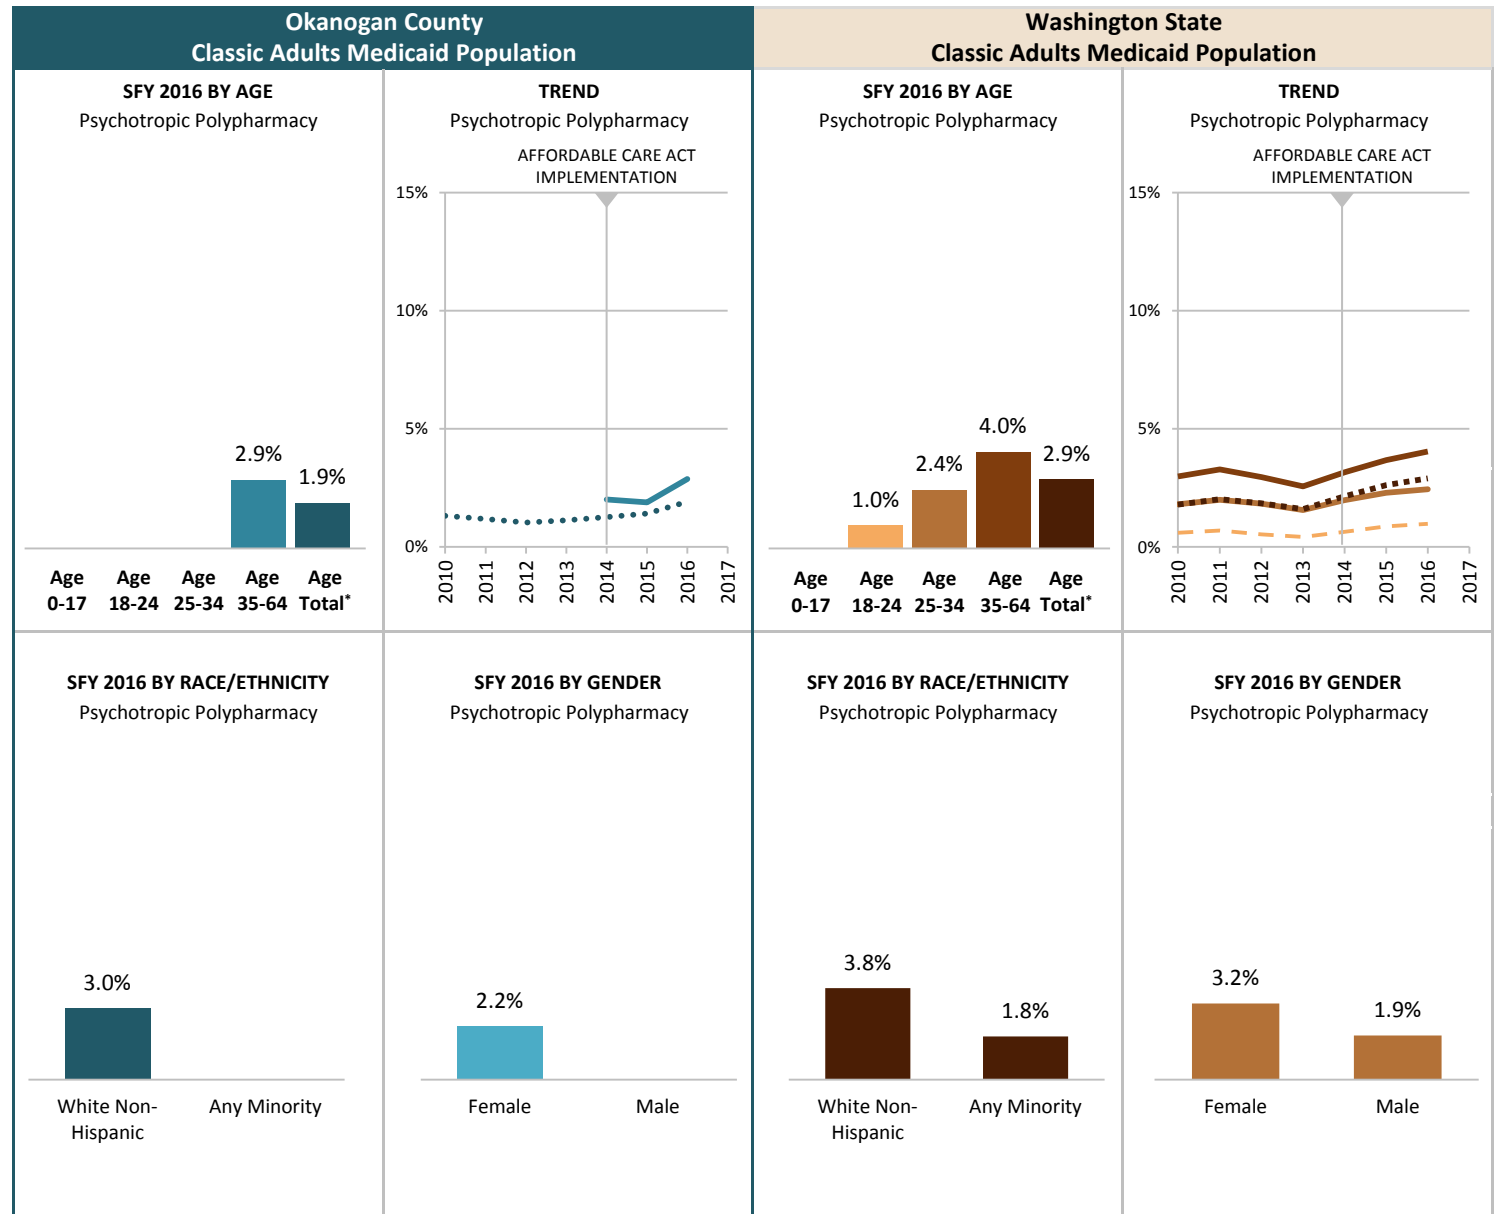 Okanogan County
Classic Adults Medicaid Population
Washington State
Classic Adults Medicaid Population
SFY 2016 BY AGE
Psychotropic Polypharmacy
2.9%
1.9%
Age
0-17
Age
18-24
Age
25-34
Age
35-64
Age
Total*
TREND
Psychotropic Polypharmacy
AFFORDABLE CARE ACT
IMPLEMENTATION
15%
10%
5%
0%
2010
2011
2012
2013
2014
2015
2016
2017
SFY 2016 BY AGE
Psychotropic Polypharmacy
1.0%
2.4%
4.0%
2.9%
Age
0-17
Age
18-24
Age
25-34
Age
35-64
Age
Total*
TREND
Psychotropic Polypharmacy
AFFORDABLE CARE ACT
IMPLEMENTATION
15%
10%
5%
0%
2010
2011
2012
2013
2014
2015
2016
2017
SFY 2016 BY RACE/ETHNICITY
Psychotropic Polypharmacy
3.0%
White Non-
Hispanic
Any Minority
SFY 2016 BY GENDER
Psychotropic Polypharmacy
2.2%
Female
Male
SFY 2016 BY RACE/ETHNICITY
Psychotropic Polypharmacy
3.8%
1.8%
White Non-
Hispanic
Any Minority
SFY 2016 BY GENDER
Psychotropic Polypharmacy
3.2%
1.9%
Female
Male